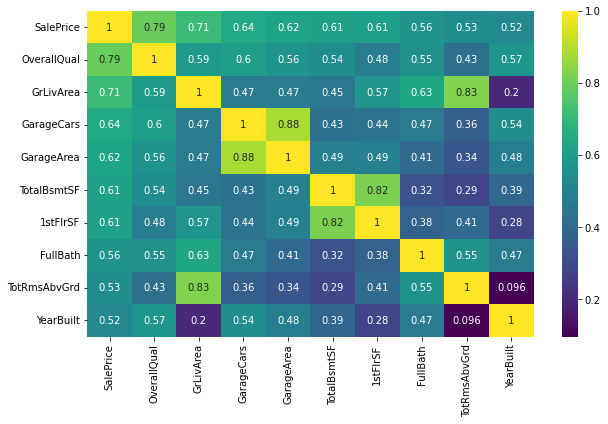 SalePrice 1 0.79 0.71 0.64 0.62 0.61 0.61 0.56 0.53 0.52
OverallQual 0.79 1 0.59 0.6 0.56 0.54 0.48 0.55 0.43 0.57
GrLivArea 0.71 0.59 1 0.47 0.47 0.45 0.57 0.63 0.83 0.2
GarageCars 0.64 0.6 0.47 1 0.88 0.43 0.44 0.47 0.36 0.54
GarageArea 0.62 0.56 0.47 0.88 1 0.49 0.49 0.41 0.34 0.48
TotalBsmtSF 0.61 0.54 0.45 0.43 0.49 1 0.82 0.32 0.29 0.39
1stFlrSF 0.61 0.48 0.57 0.44 0.49 0.82 1 0.38 0.41 0.28
FullBath 0.56 0.55 0.63 0.47 0.41 0.32 0.38 1 0.55 0.47
TotRmsAbvGrd 0.53 0.43 0.83 0.36 0.34 0.29 0.41 0.55 1 0.096
YearBuilt 0.52 0.57 0.2 0.54 0.48 0.39 0.28 0.47 0.096 1
SalePrice
OverallQual
GrLivArea
GarageCars
GarageArea
TotalBsmtSF
1stFlrSF
FullBath
TotRmsAbvGrd
YearBuilt
1.0
0.8
0.6
0.4
0.2